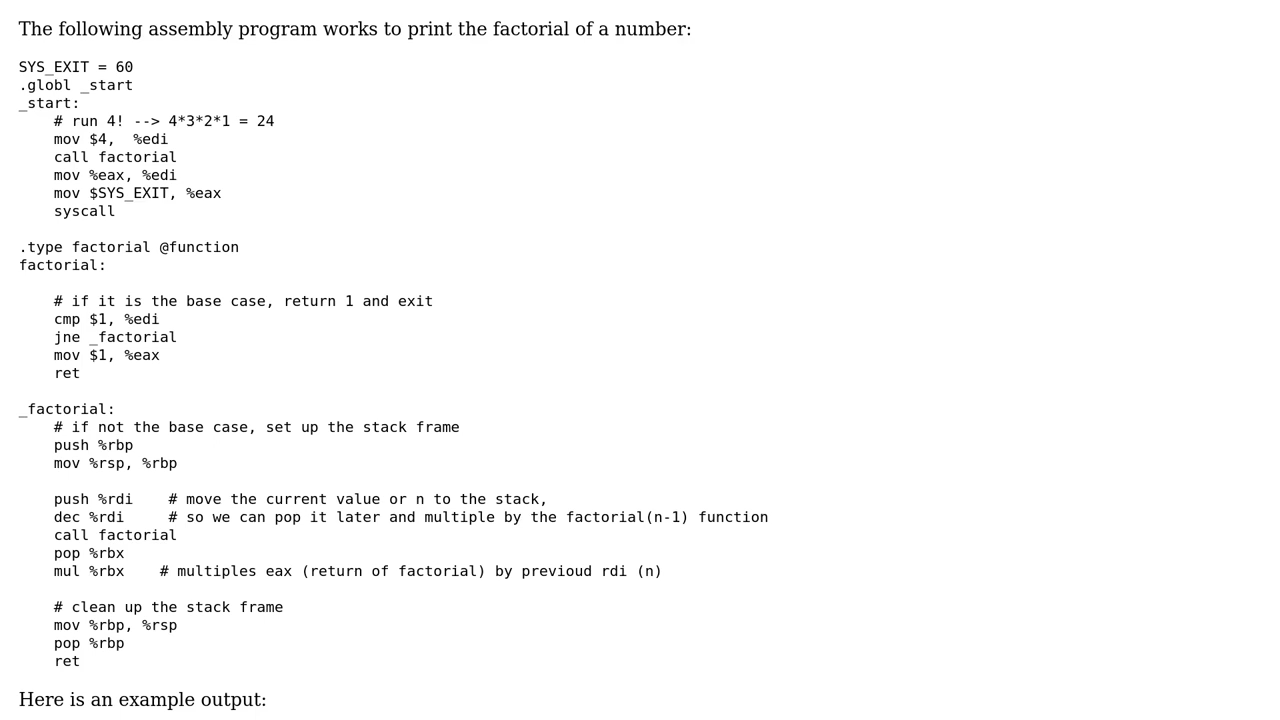 The following assembly program works to print the factorial of a number:
SYS_EXIT = 60
.globl _start
_start:
    # run 4! --> 4*3*2*1 = 24
    mov $4,  %edi
    call factorial
    mov %eax, %edi
    mov $SYS_EXIT, %eax
    syscall

.type factorial @function
factorial:

    # if it is the base case, return 1 and exit
    cmp $1, %edi
    jne _factorial
    mov $1, %eax
    ret

_factorial:
    # if not the base case, set up the stack frame
    push %rbp
    mov %rsp, %rbp

    push %rdi    # move the current value or n to the stack,
    dec %rdi     # so we can pop it later and multiple by the factorial(n-1) function
    call factorial
    pop %rbx
    mul %rbx    # multiples eax (return of factorial) by previoud rdi (n)

    # clean up the stack frame
    mov %rbp, %rsp
    pop %rbp
    ret
Here is an example output: